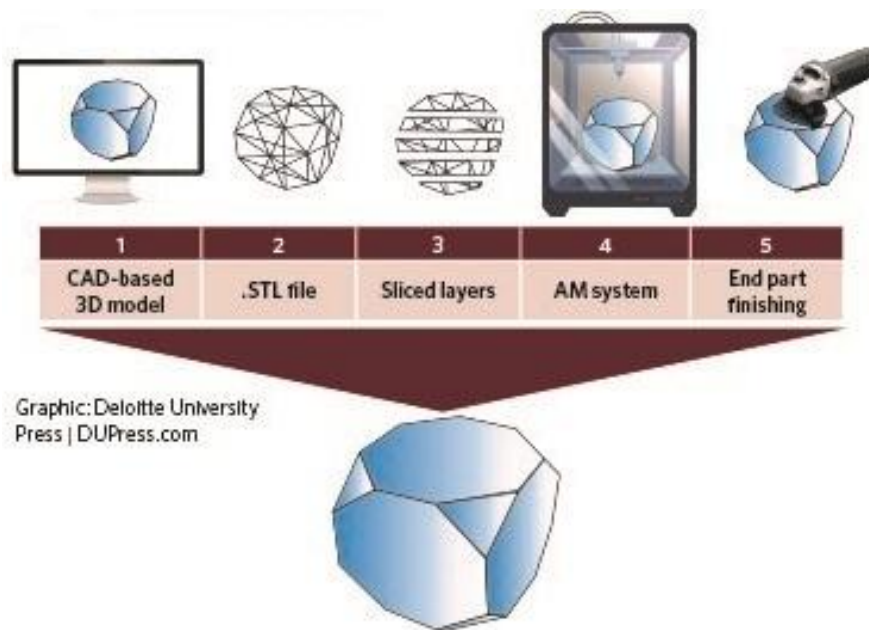 1 2 3 4 5
CAD-based
3D model
.STL file
Sliced layers
AM system
End part
finishing
Graphic: Deloitte University
Press | DUPress.com